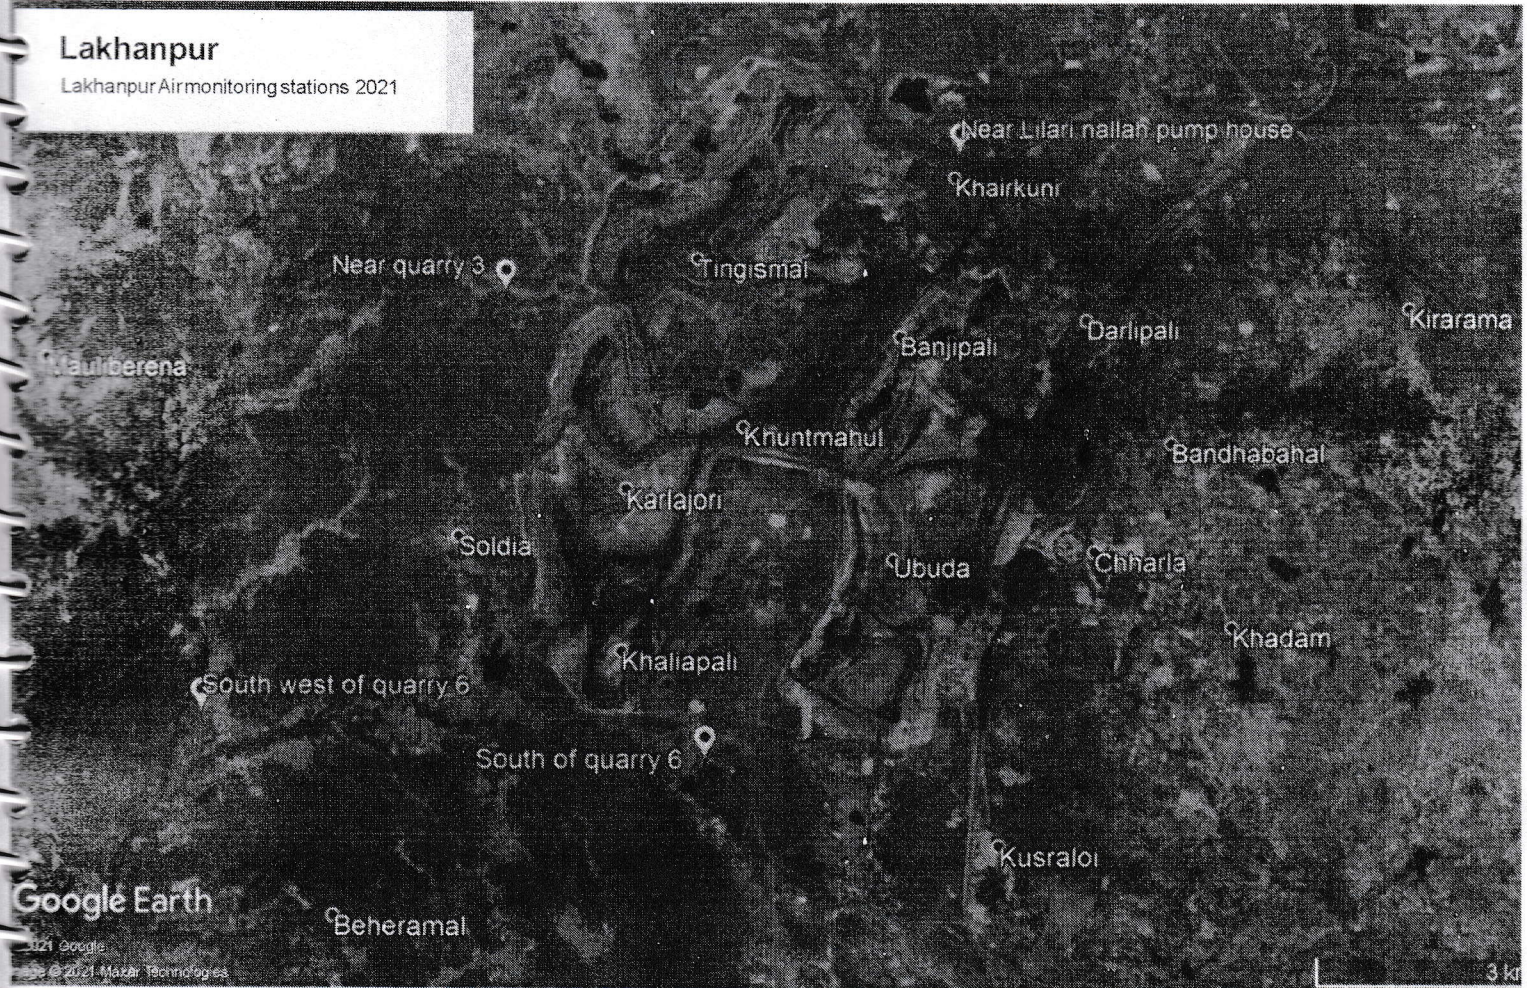 Lakhanpur
Lakhanpur Airmonitoring stations 2021
Near Lilari nallah pump house
Khairkuni
Near quarry 3
Tingismal
Kirarama
Darlipali
Banjipali
Mauliberena
Khuntmahul
Bandhabahal
Karlajori
Soldia
Chharla
Ubuda
Khadam
Khaliapali
South west of quarry 6
South of quarry 6
Kusraloi
Google Earth
Beheramal
2021 Google
© 2021 Maxar Technologies
3